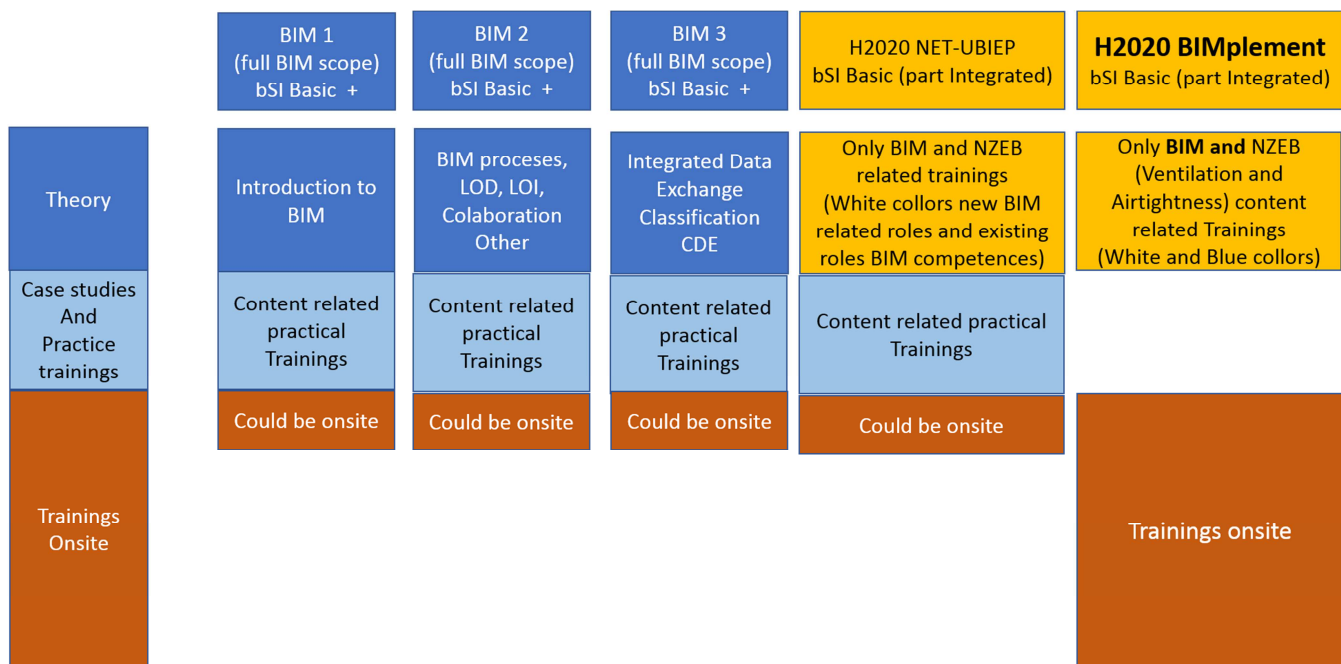 BIM 1
(full BIM scope)
bSI Basic +
BIM 2
(full BIM scope)
bSI Basic +
BIM 3
(full BIM scope)
bSI Basic +
H2020 NET-UBIEP
bSI Basic (part Integrated)
H2020 BIMplement
bSI Basic (part Integrated)
Theory
Introduction to
BIM
BIM proceses,
LOD, LOI,
Colaboration
Other
Integrated Data
Exchange
Classification
CDE
Only BIM and NZEB
related trainings
(White collors new BIM
related roles and existing
roles BIM competences)
Only BIM and NZEB
(Ventilation and
Airtightness) content
related Trainings
(White and Blue collors)
Case studies
And
Practice
trainings
Content related
practical
Trainings
Content related
practical
Trainings
Content related
practical
Trainings
Content related practical
Trainings
Trainings
Onsite
Could be onsite
Could be onsite
Could be onsite
Could be onsite
Trainings onsite